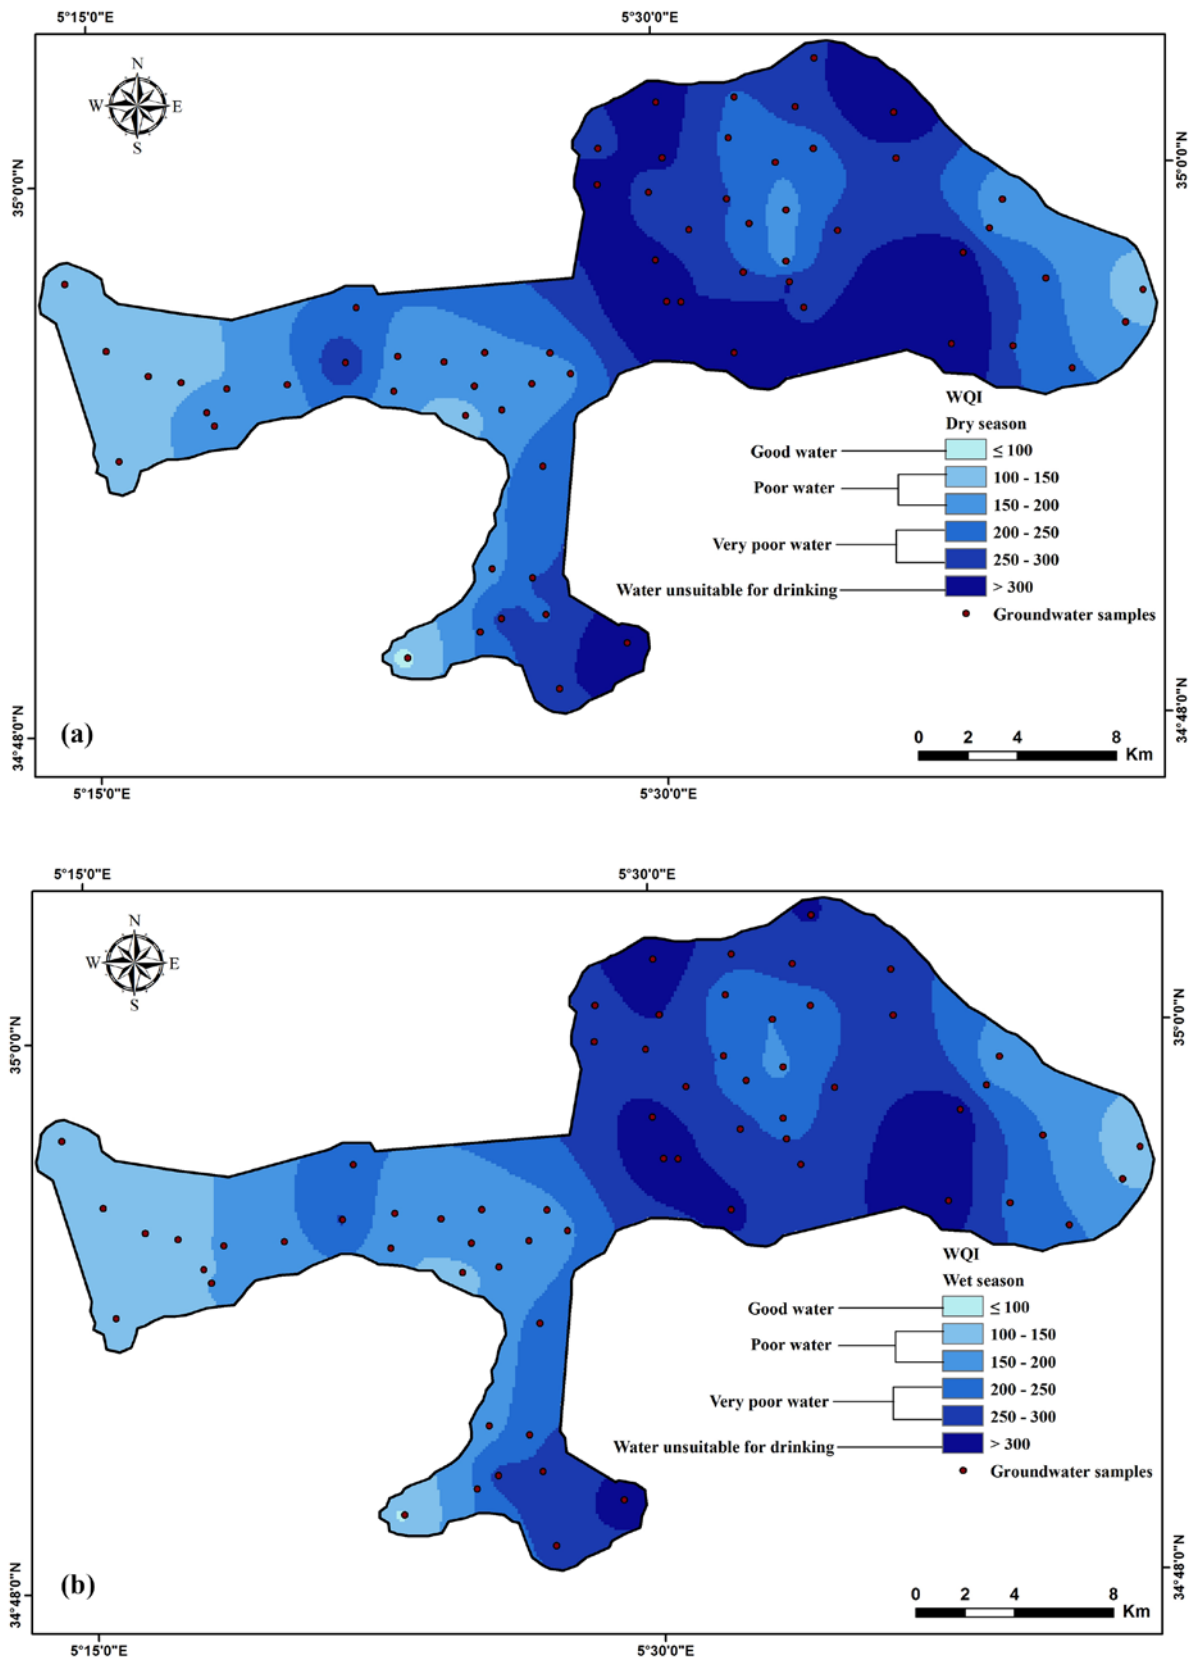 5°15'0"E 5°30'0"E
N
W E
S
35°0'0"N 35°0'0"N
WQI
Dry season
Good water ≤ 100
Poor water 100 - 150
150 - 200
Very poor water 200 - 250
250 - 300
Water unsuitable for drinking > 300
Groundwater samples
34°48'0"N 34°48'0"N
(a)
0 2 4 8 Km
5°15'0"E 5°30'0"E
5°15'0"E 5°30'0"E
N
W E
S
35°0'0"N 35°0'0"N
WQI
Wet season
Good water ≤ 100
Poor water 100 - 150
150 - 200
Very poor water 200 - 250
250 - 300
Water unsuitable for drinking > 300
Groundwater samples
34°48'0"N 34°48'0"N
(b)
0 2 4 8 Km
5°15'0"E 5°30'0"E